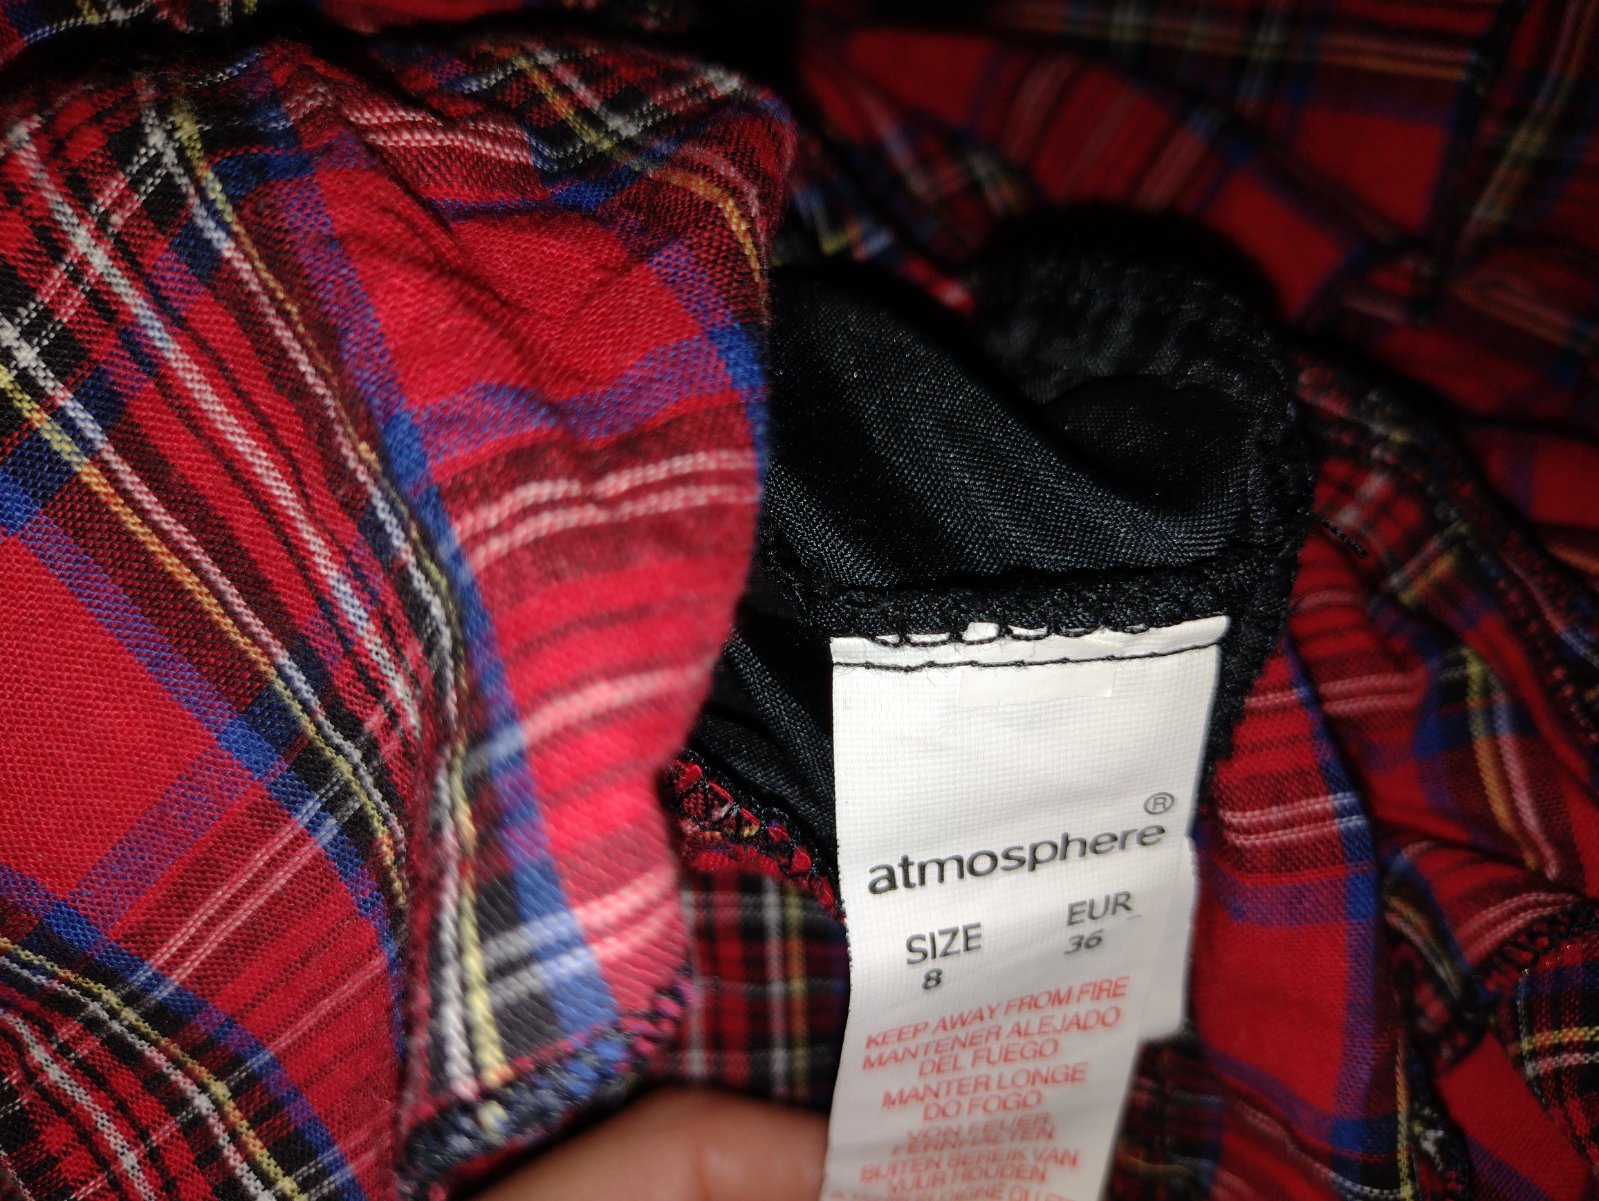 atmosphere®
SIZE EUR
8 36
KEEP AWAY FROM FIRE
MANTENER ALEJADO
DEL FUEGO
MANTER LONGE
DO FOGO
VON FEUER
FERNHALTEN
BUITEN BEREIK VAN
VUUR HOUDEN